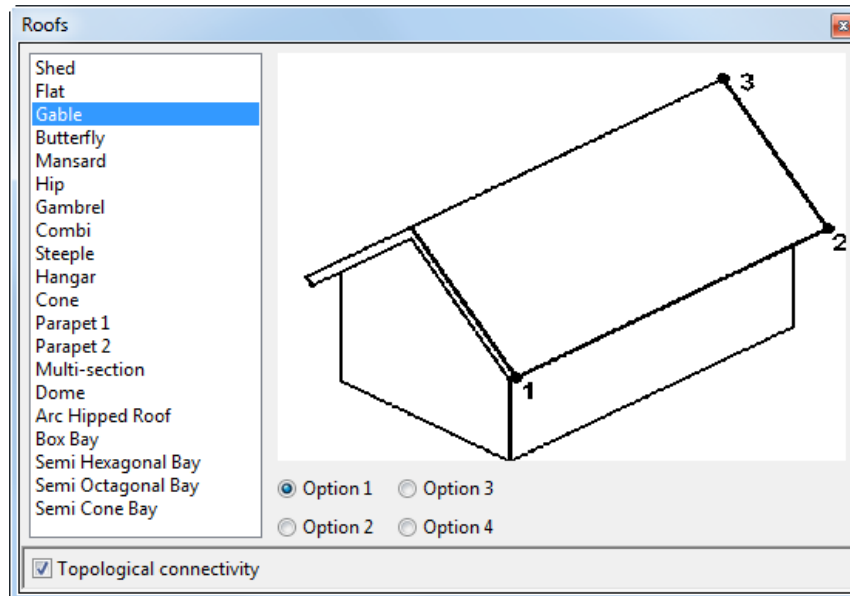 Roofs
Shed
Flat
Gable
Butterfly
Mansard
Hip
Gambrel
Combi
Steeple
Hangar
Cone
Parapet 1
Parapet 2
Multi-section
Dome
Arc Hipped Roof
Box Bay
Semi Hexagonal Bay
Semi Octagonal Bay
Semi Cone Bay
3
2
1
Option 1 Option 3
Option 2 Option 4
Topological connectivity